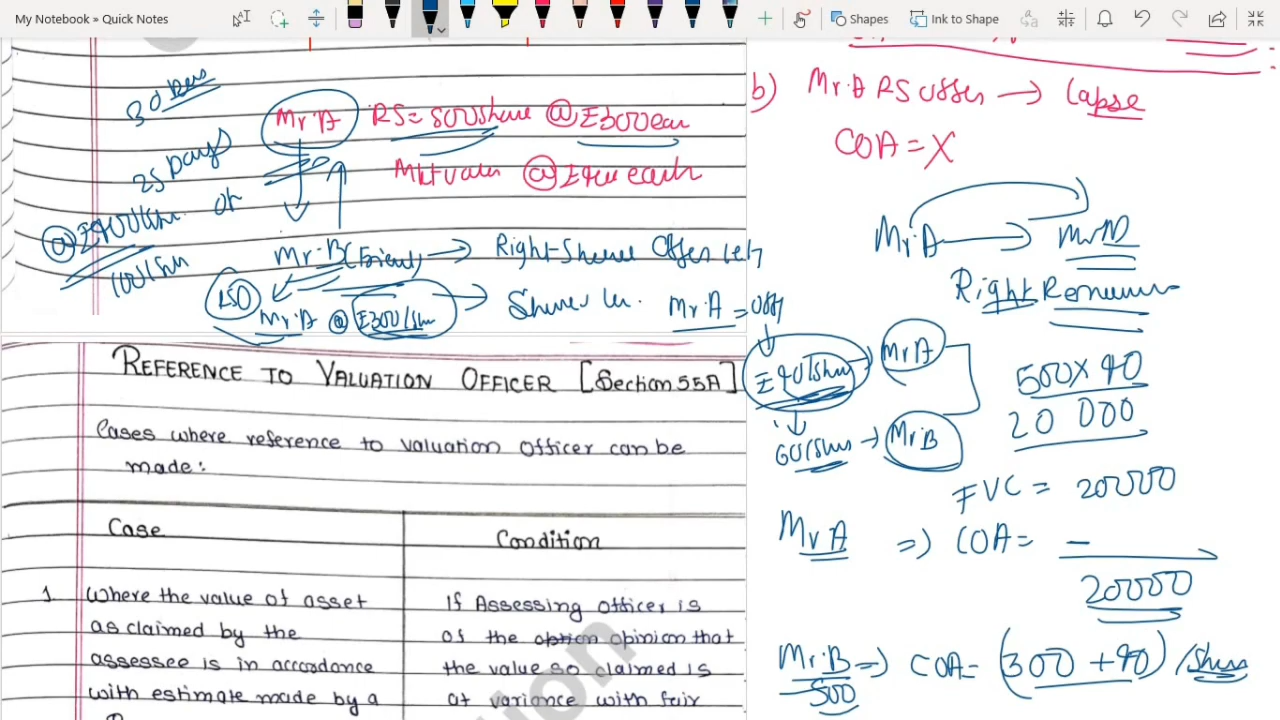 My Notebook » Quick Notes
Shapes
Ink to Shape
30 Days
Mr.A RS= 500 Share @ ₹300 each
25 Days
@ ₹400 each
or
@ ₹400/share
100/Share
Mr.B (Friend) → Right-Share Offer
RSO
Mr.A @ ₹300/Share → Shares Mr.A =
REFERENCE TO VALUATION OFFICER [Section 55A]
Cases where reference to valuation Officer can be
made:
Case
Condition
1. Where the value of asset
as claimed by the
assessee is in accordance
with estimate made by a
If Assessing officer is
of the option opinion that
the value so claimed is
at variance with fair
b) Mr.A RS offer → Lapse
COA = X
Mr.A → Mr.B
Right Renounce
₹40/Share → Mr.A
60/Share → Mr.B
500 x 40
20 000
FVC = 20000
Mr A => COA = –
20000
Mr.B => COA = (300 + 40) /Share
500